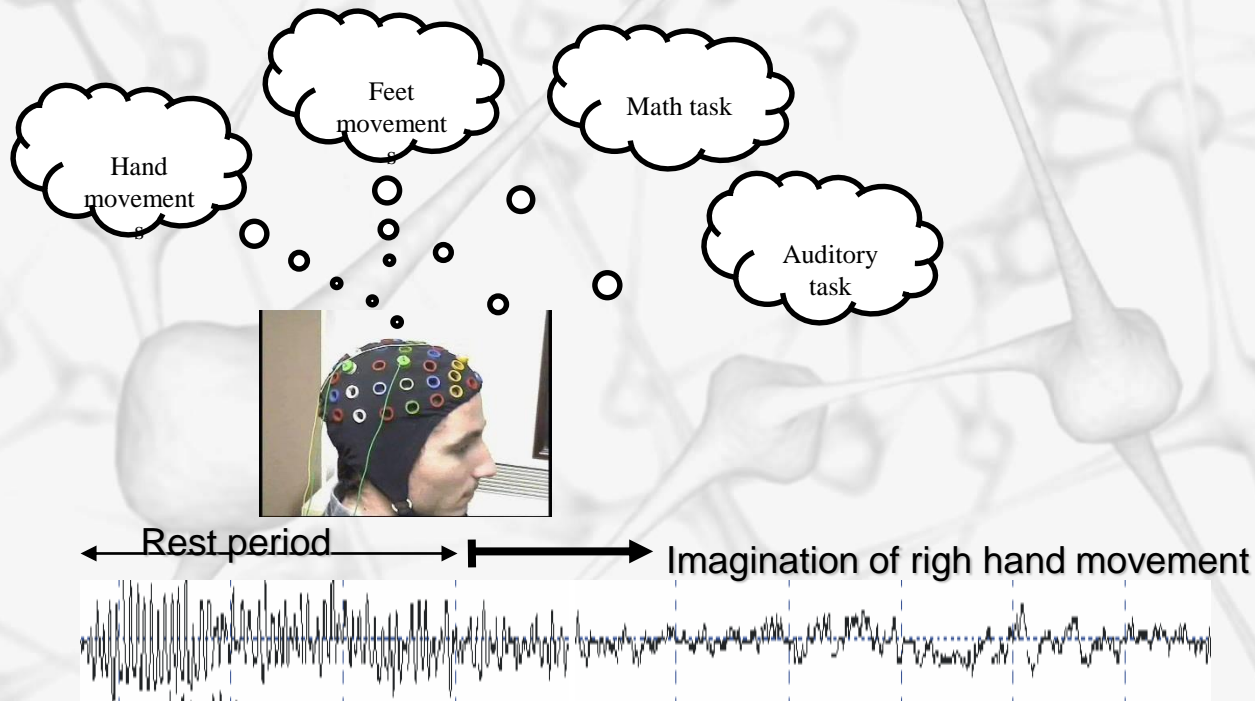 Feet
movement
s
Math task
Hand
movement
s
Auditory
task
Rest period
Imagination of righ hand movement